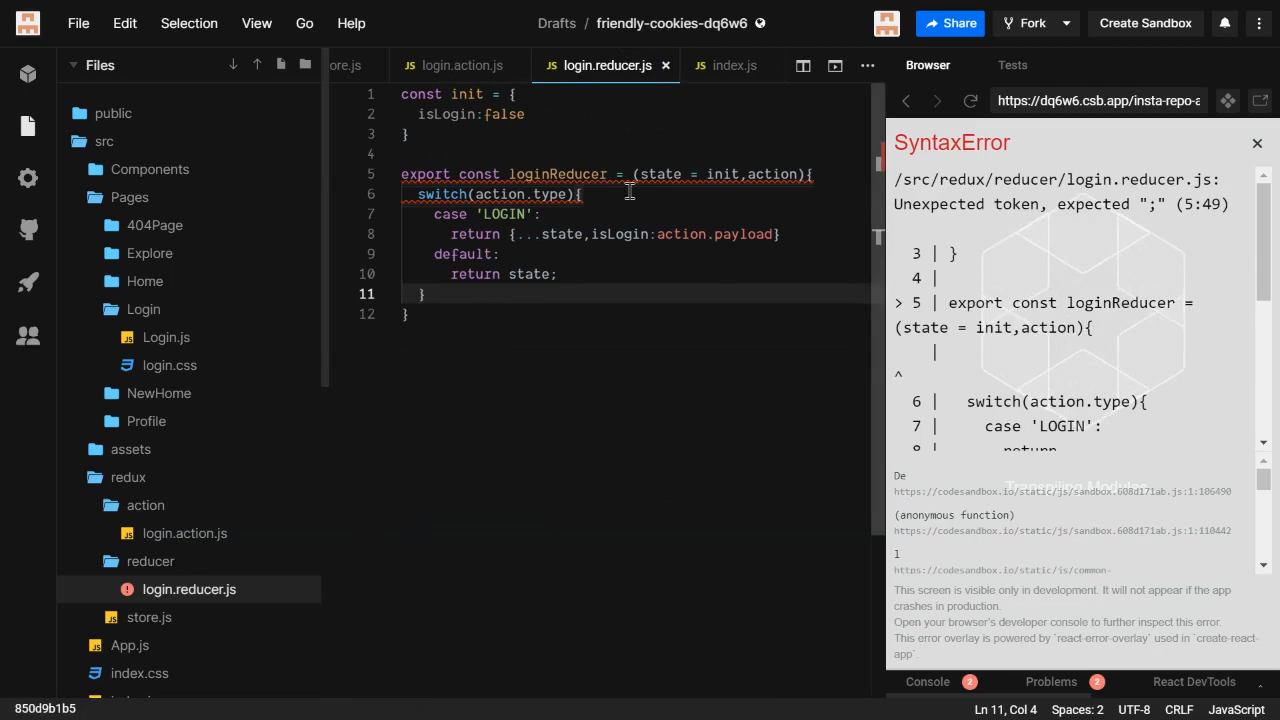 File Edit Selection View Go Help
Drafts / friendly-cookies-dq6w6
Share
Fork
Create Sandbox
Files
ore.js
JS login.action.js
JS login.reducer.js ×
JS index.js
Browser
Tests
https://dq6w6.csb.app/insta-repo-a
public
src
Components
Pages
404Page
Explore
Home
Login
Login.js
login.css
NewHome
Profile
assets
redux
action
login.action.js
reducer
login.reducer.js
store.js
App.js
index.css
1 const init = {
2 isLogin:false
3 }
4
5 export const loginReducer = (state = init,action){
6 switch(action.type){
7 case 'LOGIN':
8 return {...state,isLogin:action.payload}
9 default:
10 return state;
11 }
12 }
SyntaxError
/src/redux/reducer/login.reducer.js:
Unexpected token, expected ";" (5:49)
3 | }
4 |
> 5 | export const loginReducer =
(state = init,action){
|
^
6 | switch(action.type){
7 | case 'LOGIN':
8 | return
De
https://codesandbox.io/static/js/sandbox.608d171ab.js:1:106490
Transpiling Modules...
(anonymous function)
https://codesandbox.io/static/js/sandbox.608d171ab.js:1:110442
l
https://codesandbox.io/static/js/common-
This screen is visible only in development. It will not appear if the app
crashes in production.
Open your browser's developer console to further inspect this error.
This error overlay is powered by `react-error-overlay` used in `create-react-
app`.
Console 2
Problems 2
React DevTools
850d9b1b5
Ln 11, Col 4 Spaces: 2 UTF-8 CRLF JavaScript